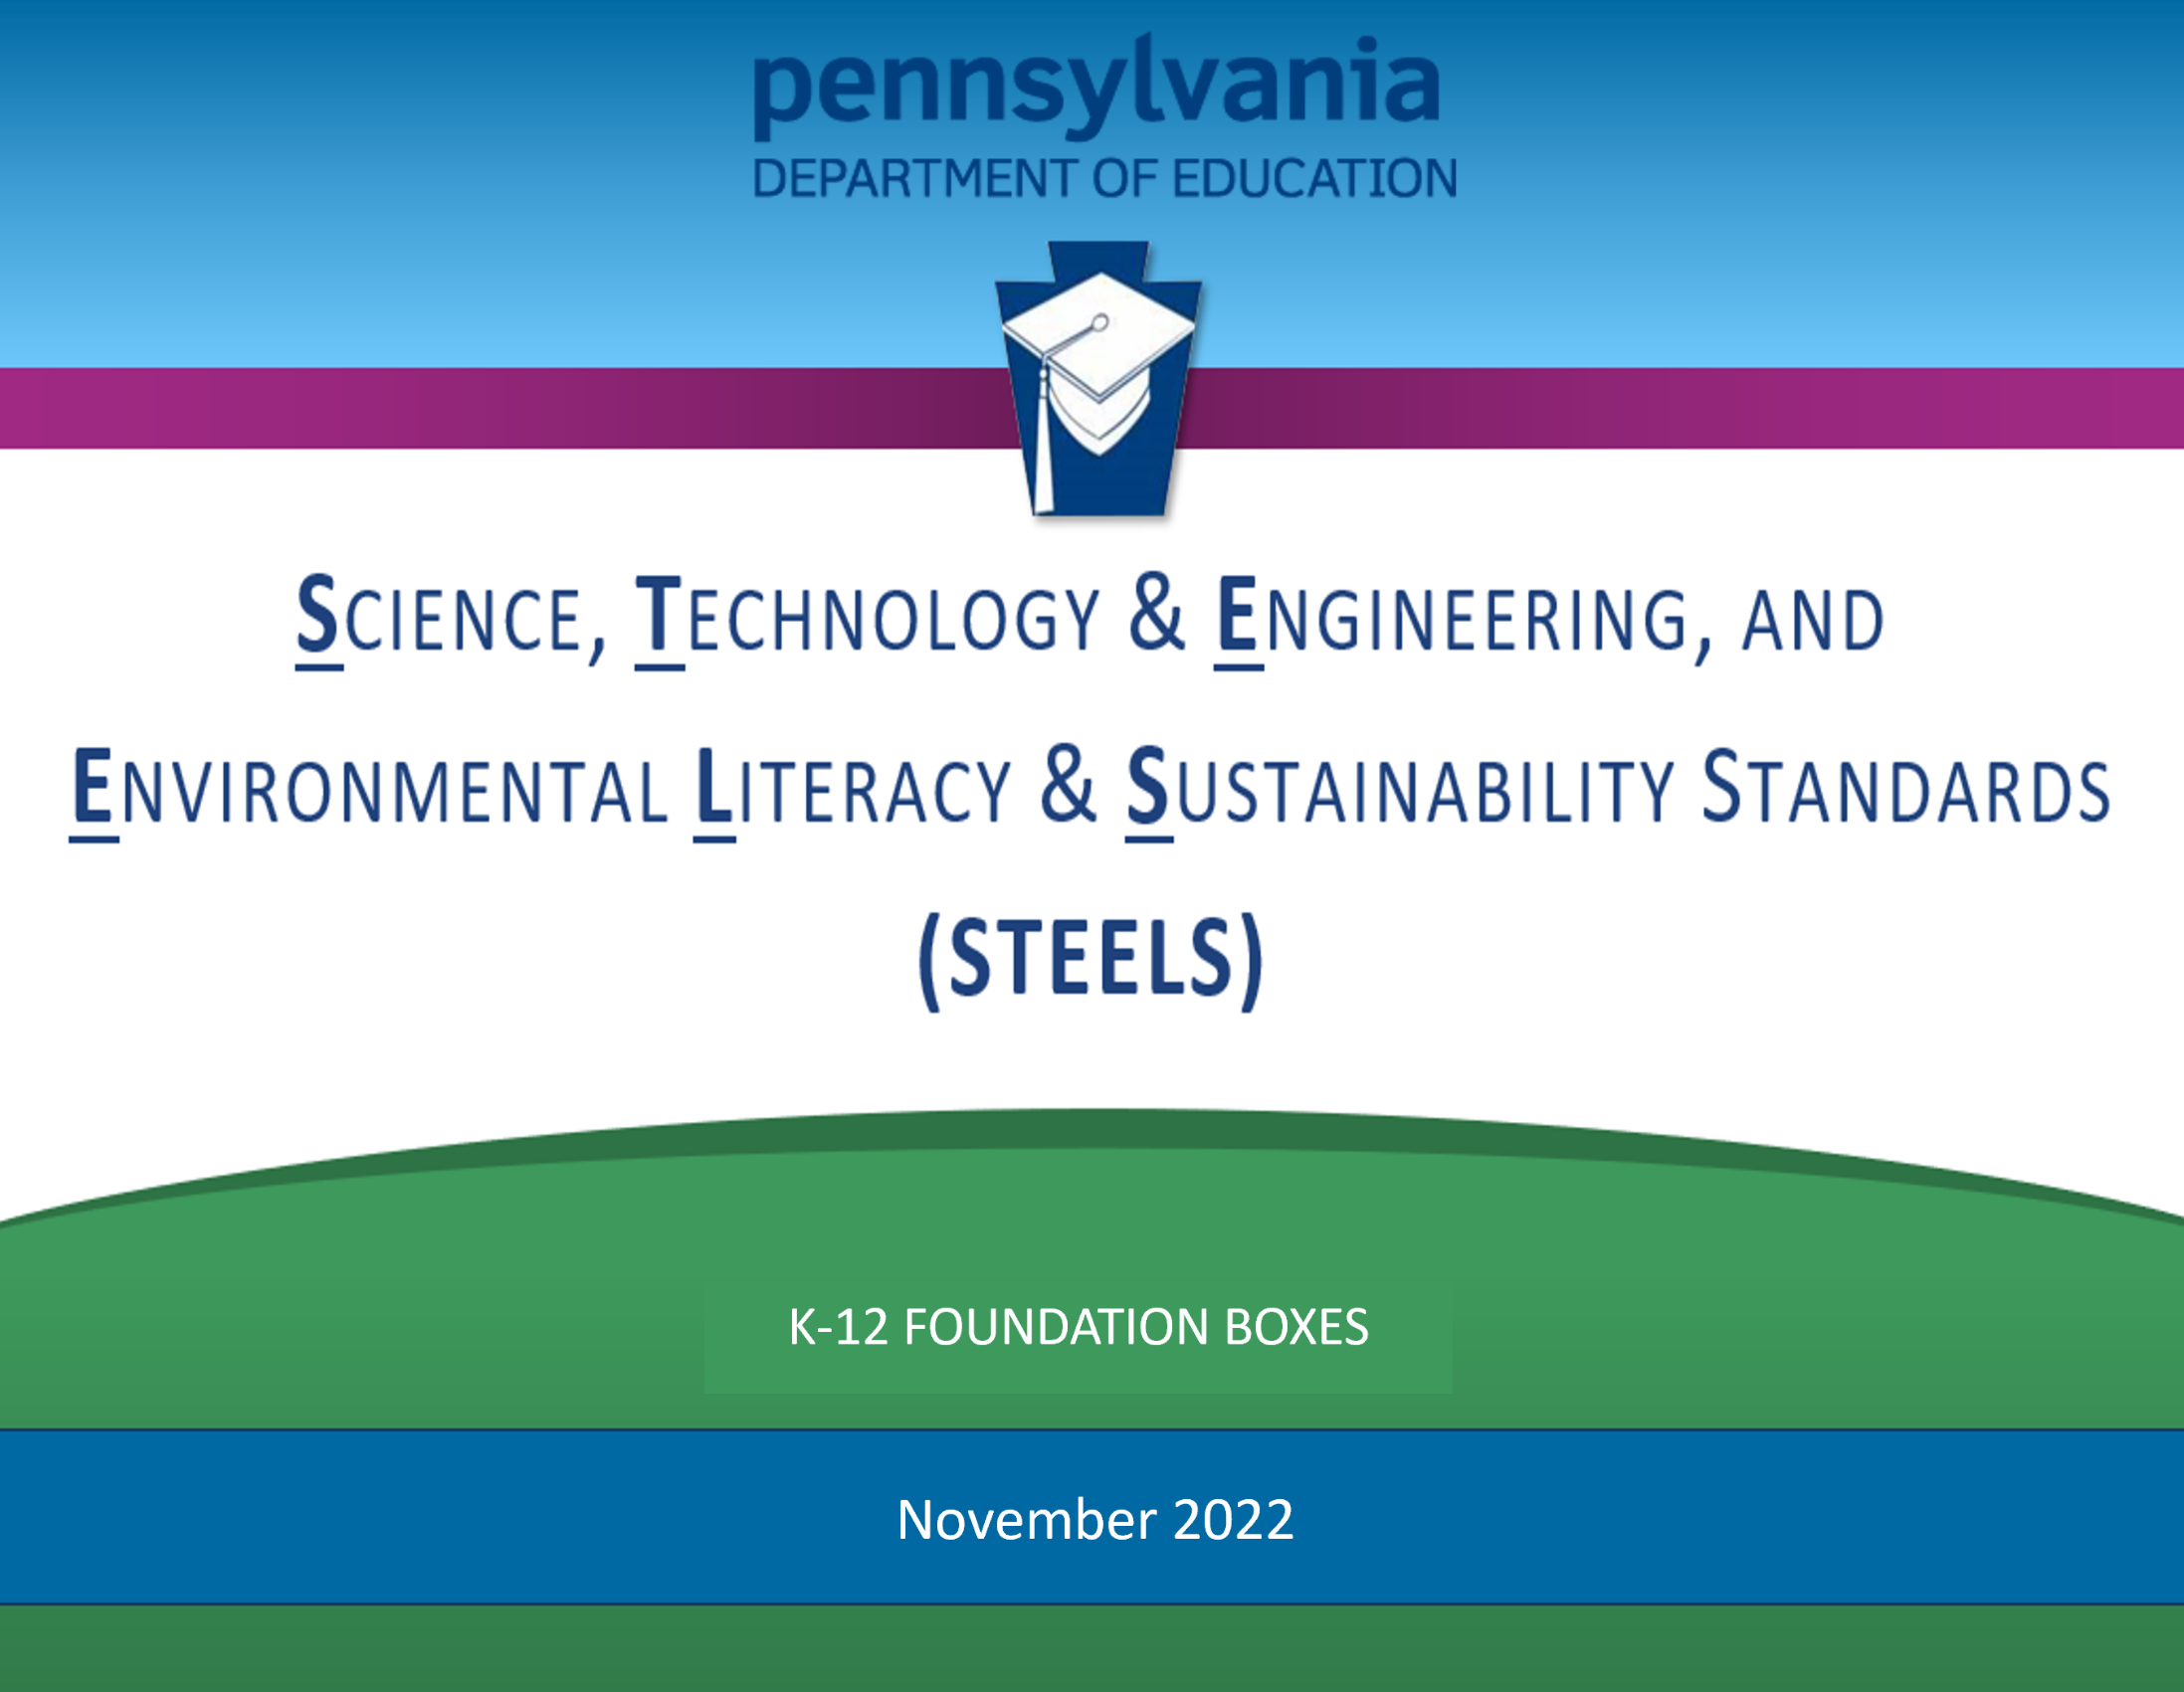 pennsylvania
DEPARTMENT OF EDUCATION
SCIENCE, TECHNOLOGY & ENGINEERING, AND
ENVIRONMENTAL LITERACY & SUSTAINABILITY STANDARDS
(STEELS)
K-12 FOUNDATION BOXES
November 2022